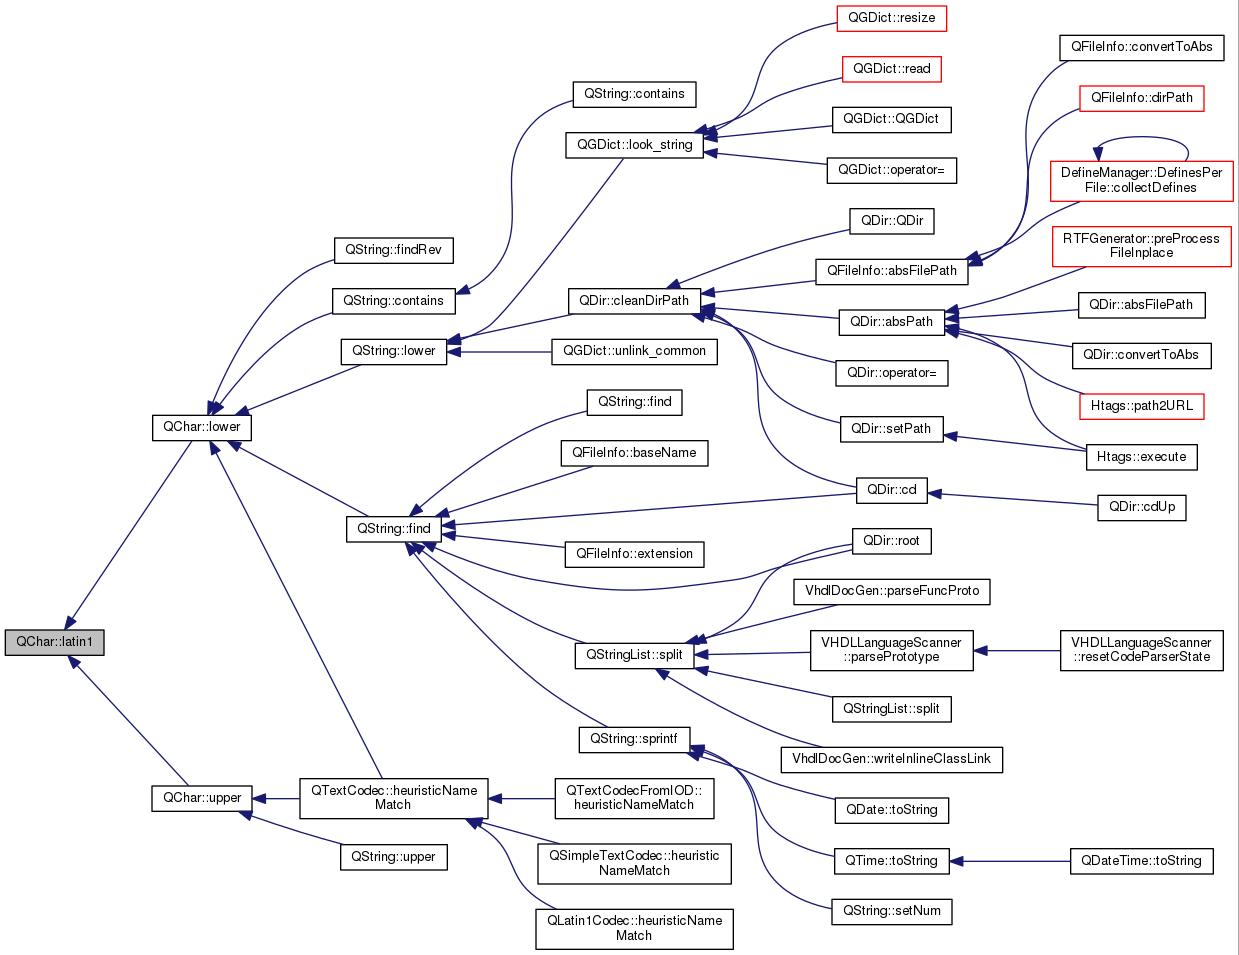 QGDict::resize
QFileInfo::convertToAbs
QGDict::read
QString::contains
QFileInfo::dirPath
QGDict::QGDict
QGDict::look_string
QGDict::operator=
DefineManager::DefinesPer
File::collectDefines
QDir::QDir
QString::findRev
RTFGenerator::preProcess
FileInplace
QFileInfo::absFilePath
QString::contains
QDir::cleanDirPath
QDir::absFilePath
QDir::absPath
QString::lower
QGDict::unlink_common
QDir::convertToAbs
QDir::operator=
QString::find
Htags::path2URL
QChar::lower
QDir::setPath
QFileInfo::baseName
Htags::execute
QDir::cd
QDir::cdUp
QString::find
QDir::root
QFileInfo::extension
VhdlDocGen::parseFuncProto
QChar::latin1
QStringList::split
VHDLLanguageScanner
::parsePrototype
VHDLLanguageScanner
::resetCodeParserState
QStringList::split
QString::sprintf
VhdlDocGen::writeInlineClassLink
QChar::upper
QTextCodec::heuristicName
Match
QTextCodecFromIOD::
heuristicNameMatch
QDate::toString
QString::upper
QSimpleTextCodec::heuristic
NameMatch
QTime::toString
QDateTime::toString
QString::setNum
QLatin1Codec::heuristicName
Match